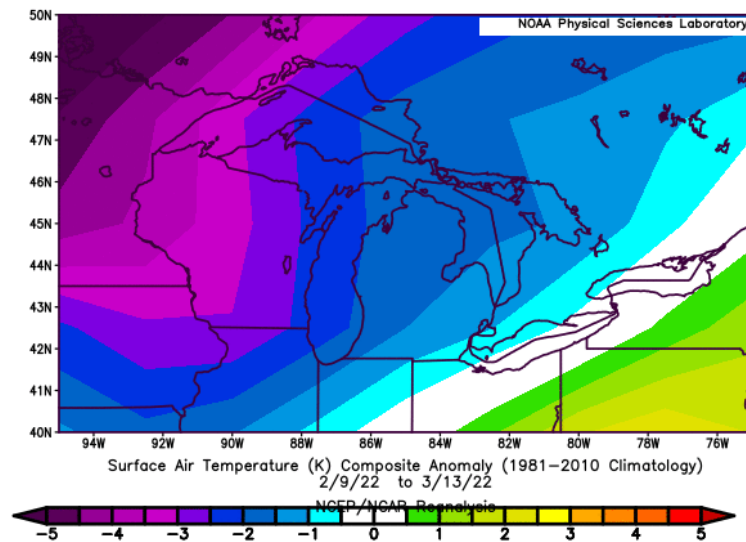 NOAA Physical Sciences Laboratory
50N
49N
48N
47N
46N
45N
44N
43N
42N
41N
40N
94W 92W 90W 88W 86W 84W 82W 80W 78W 76W
Surface Air Temperature (K) Composite Anomaly (1981-2010 Climatology)
2/9/22 to 3/13/22
NCEP/NCAR Reanalysis
-5 -4 -3 -2 -1 0 1 2 3 4 5